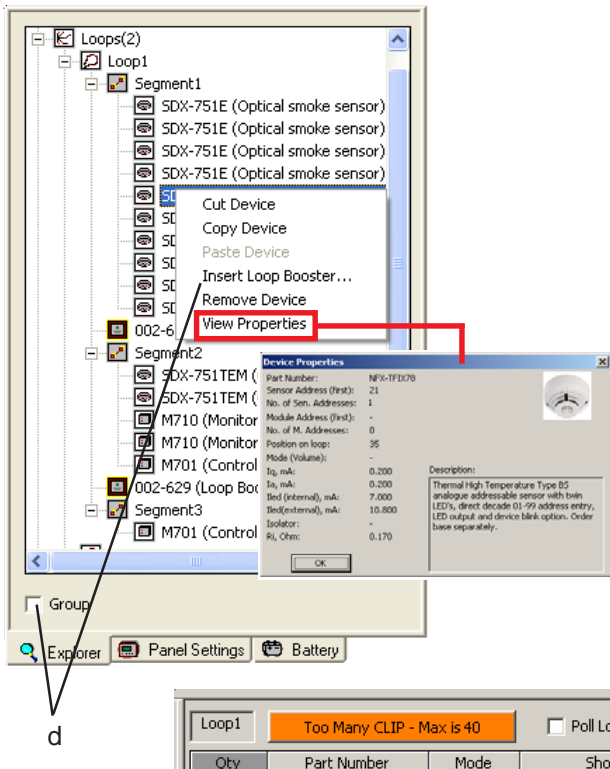 Loops(2)
Loop1
Segment1
SDX-751E (Optical smoke sensor)
SDX-751E (Optical smoke sensor)
SDX-751E (Optical smoke sensor)
SDX-751E (Optical smoke sensor)
Cut Device
Copy Device
Paste Device
Insert Loop Booster...
Remove Device
View Properties
002-6
Segment2
SDX-751TEM (
SDX-751TEM (
M710 (Monitor
M710 (Monitor
M701 (Control
002-629 (Loop Boo
Segment3
M701 (Control
Device Properties
Part Number: NFX-TFIX78
Sensor Address (first): 21
No. of Sen. Addresses: 1
Module Address (first): -
No. of M. Addresses: 0
Position on loop: 35
Mode (Volume): -
Iq, mA: 0.200
Ia, mA: 0.200
Iled (internal), mA: 7.000
Iled(external), mA: 10.800
Isolator: -
Ri, Ohm: 0.170
Description:
Thermal High Temperature Type BS
analogue addressable sensor with twin
LED's, direct decade 01-99 address entry,
LED output and device blink option. Order
base separately.
OK
Group
Explorer
Panel Settings
Battery
d
Loop1
Too Many CLIP - Max is 40
Poll Lo
Qty Part Number Mode Sho